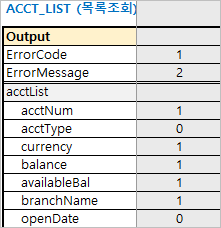 ACCT_LIST (목록조회)
Output
ErrorCode 1
ErrorMessage 2
acctList
acctNum 1
acctType 0
currency 1
balance 1
availableBal 1
branchName 1
openDate 0